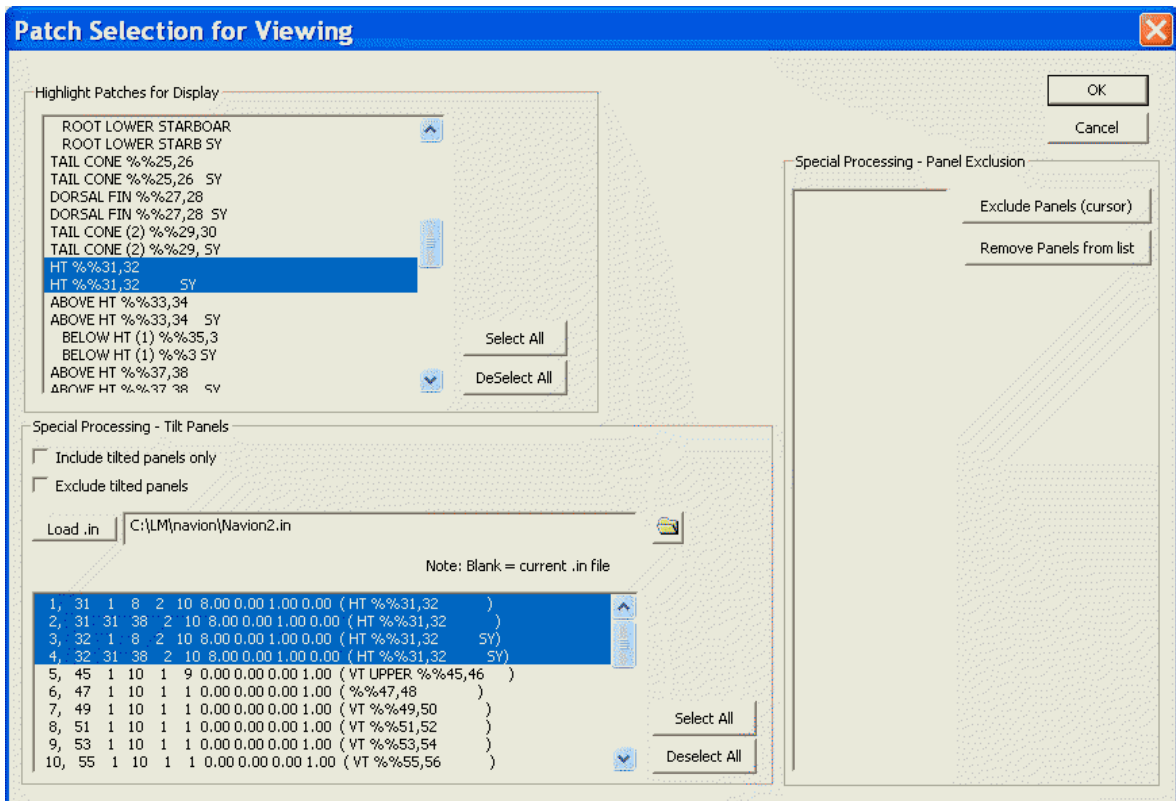 Patch Selection for Viewing
Highlight Patches for Display
ROOT LOWER STARBOAR
ROOT LOWER STARB SY
TAIL CONE %%25,26
TAIL CONE %%25,26 SY
DORSAL FIN %%27,28
DORSAL FIN %%27,28 SY
TAIL CONE (2) %%29,30
TAIL CONE (2) %%29, SY
HT %%31,32
HT %%31,32 SY
ABOVE HT %%33,34
ABOVE HT %%33,34 SY
BELOW HT (1) %%35,3
BELOW HT (1) %%3 SY
ABOVE HT %%37,38
ABOVE HT %%37,38 SY
Select All
DeSelect All
OK
Cancel
Special Processing - Panel Exclusion
Exclude Panels (cursor)
Remove Panels from list
Special Processing - Tilt Panels
Include tilted panels only
Exclude tilted panels
Load .in C:\LM\navion\Navion2.in
Note: Blank = current .in file
1, 31 1 8 2 10 8.00 0.00 1.00 0.00 ( HT %%31,32 )
2, 31 31 38 2 10 8.00 0.00 1.00 0.00 ( HT %%31,32 )
3, 32 1 8 2 10 8.00 0.00 1.00 0.00 ( HT %%31,32 SY)
4, 32 31 38 2 10 8.00 0.00 1.00 0.00 ( HT %%31,32 SY)
5, 45 1 10 1 9 0.00 0.00 0.00 1.00 ( VT UPPER %%45,46 )
6, 47 1 10 1 1 0.00 0.00 0.00 1.00 ( %%47,48 )
7, 49 1 10 1 1 0.00 0.00 0.00 1.00 ( VT %%49,50 )
8, 51 1 10 1 1 0.00 0.00 0.00 1.00 ( VT %%51,52 )
9, 53 1 10 1 1 0.00 0.00 0.00 1.00 ( VT %%53,54 )
10, 55 1 10 1 1 0.00 0.00 0.00 1.00 ( VT %%55,56 )
Select All
Deselect All